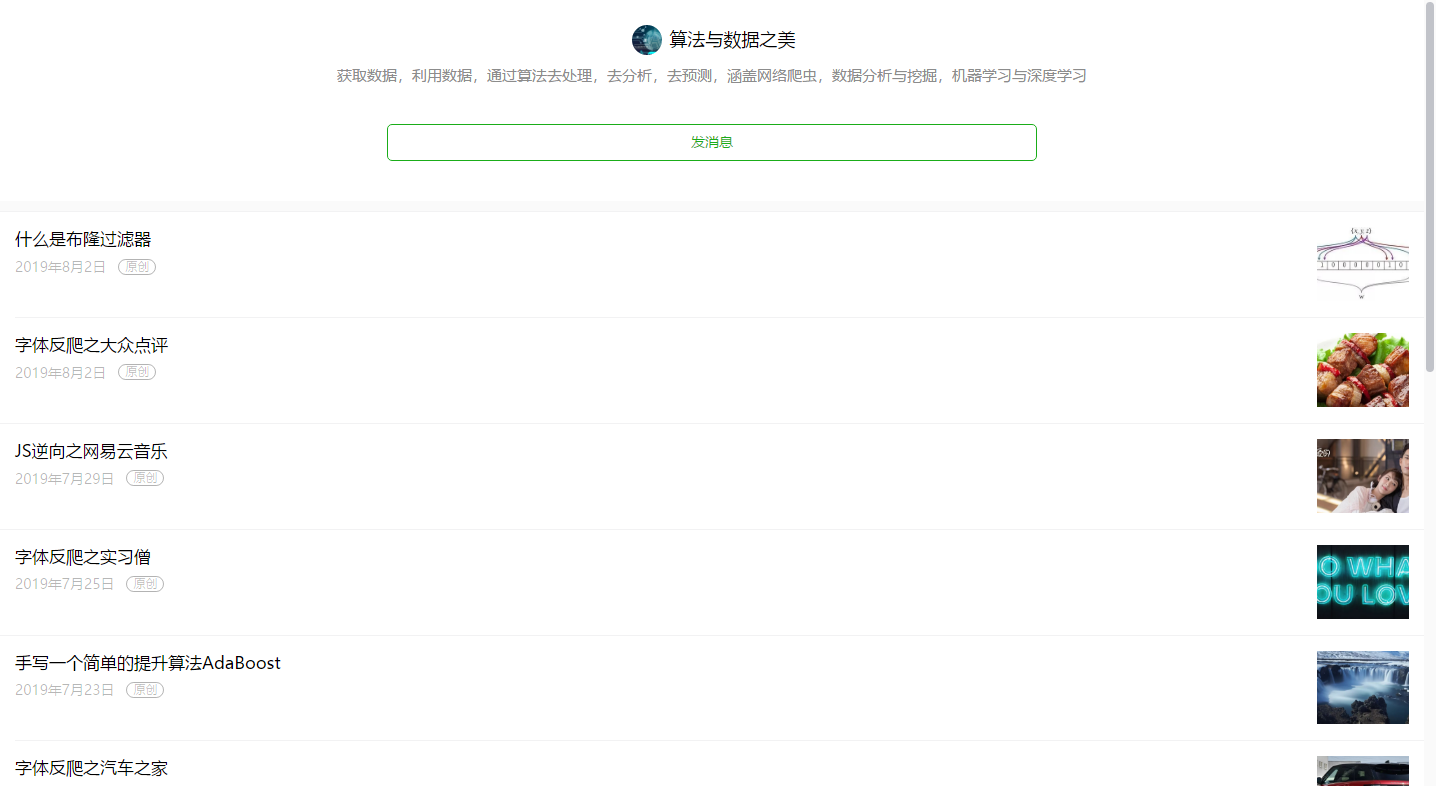 算法与数据之美
获取数据，利用数据，通过算法去处理，去分析，去预测，涵盖网络爬虫，数据分析与挖掘，机器学习与深度学习
发消息
什么是布隆过滤器
2019年8月2日 原创
{x, y, z}
w
字体反爬之大众点评
2019年8月2日 原创
JS逆向之网易云音乐
2019年7月29日 原创
字体反爬之实习僧
2019年7月25日 原创
O WHA
OU LOV
手写一个简单的提升算法AdaBoost
2019年7月23日 原创
字体反爬之汽车之家